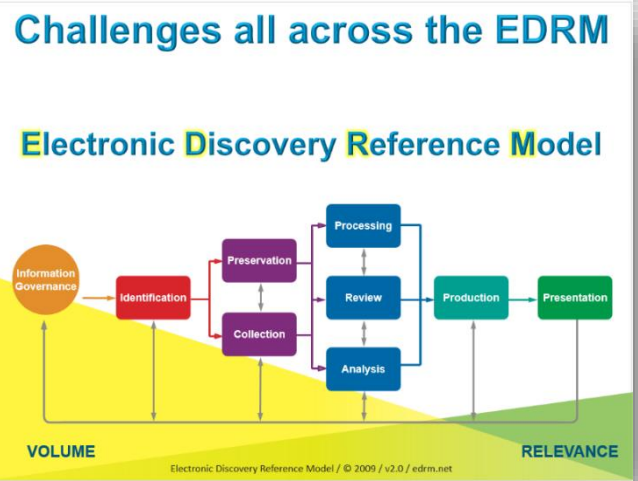 Challenges all across the EDRM
Electronic Discovery Reference Model
Information
Governance
Identification
Preservation
Collection
Processing
Review
Analysis
Production
Presentation
VOLUME
RELEVANCE
Electronic Discovery Reference Model / © 2009 / v2.0 / edrm.net